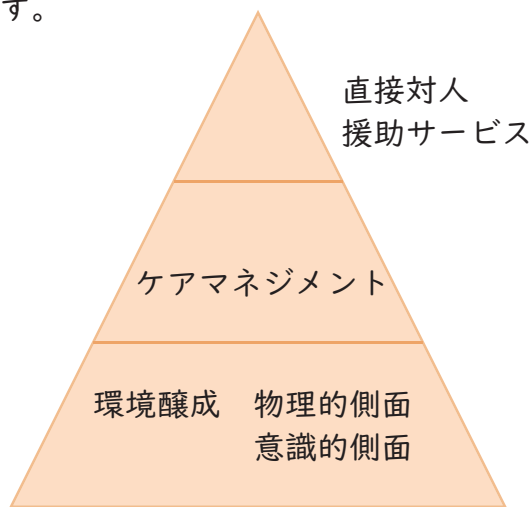 す。
直接対人
援助サービス
ケアマネジメント
環境醸成　物理的側面
意識的側面